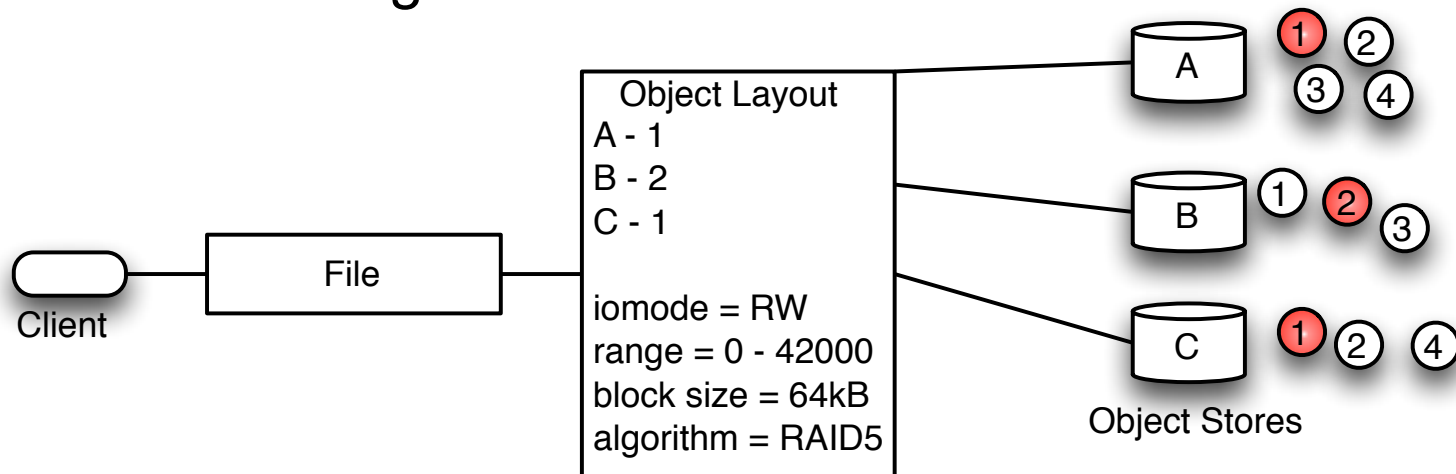 Object Layout
A - 1
B - 2
C - 1
iomode = RW
range = 0 - 42000
block size = 64kB
algorithm = RAID5
File
Client
A
1
2
3
4
B
1
2
3
C
1
2
4
Object Stores